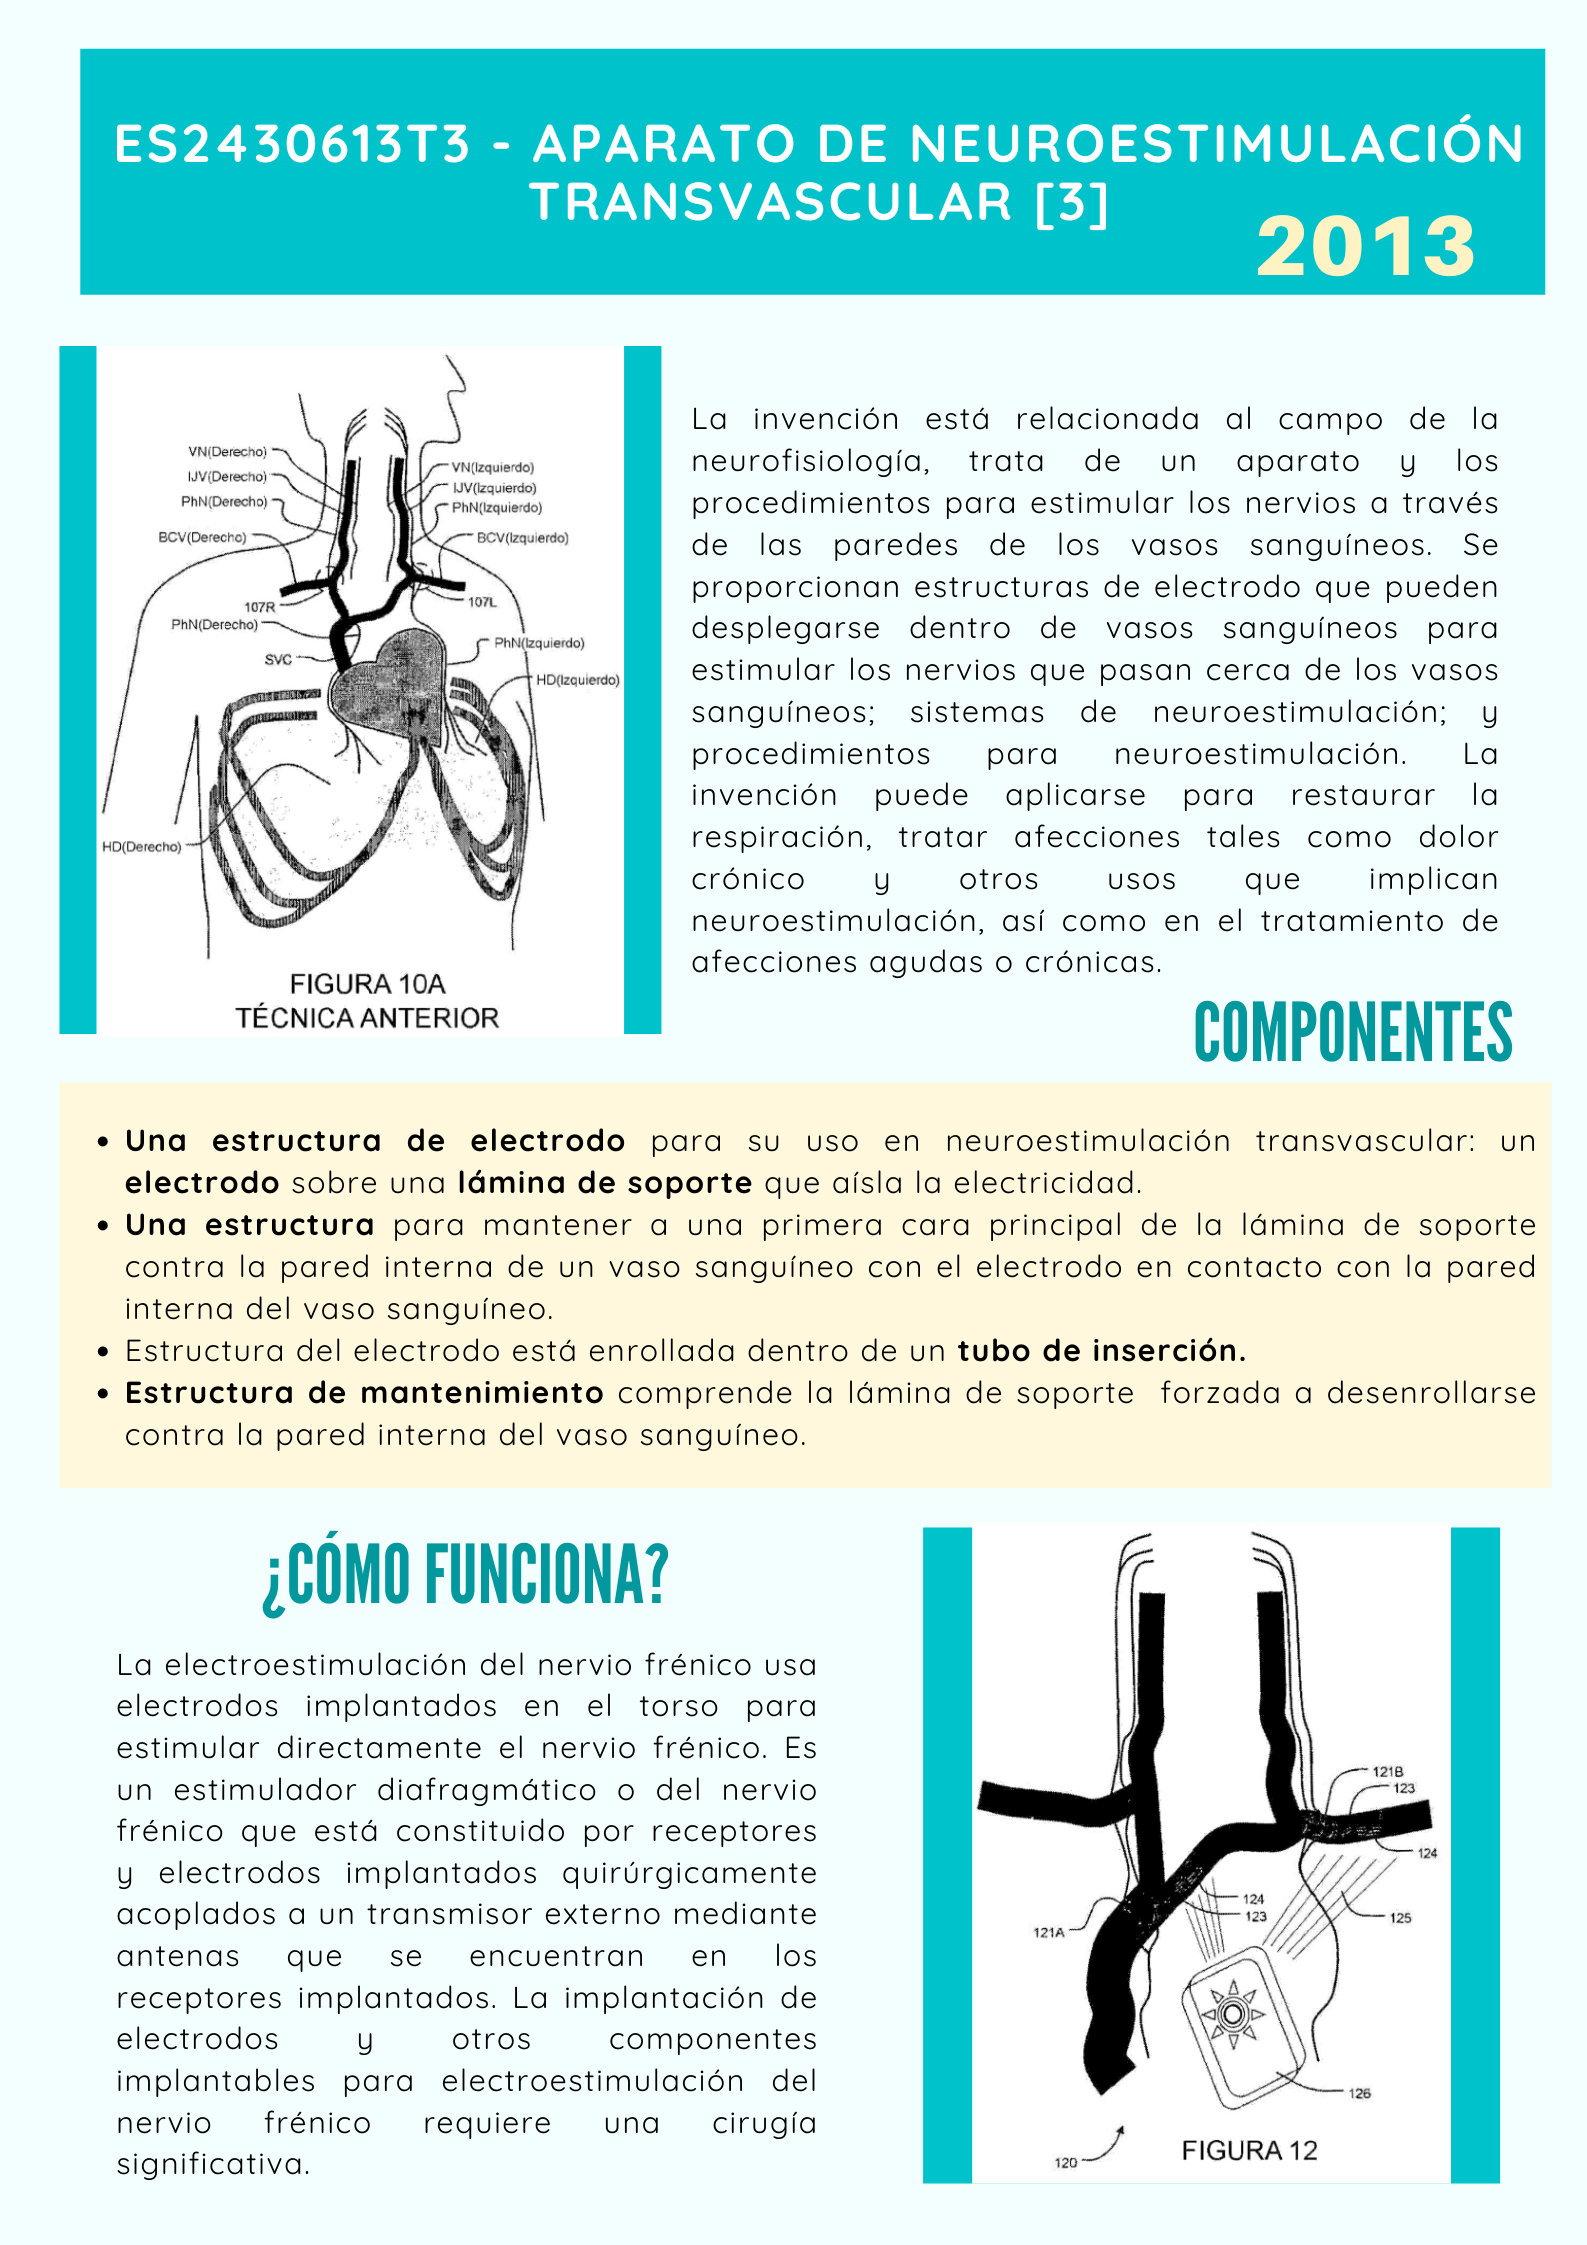 ES2430613T3 - APARATO DE NEUROESTIMULACIÓN
TRANSVASCULAR [3]
2013
VN(Derecho)
IJV(Derecho)
PhN(Derecho)
BCV(Derecho)
107R
PhN(Derecho)
SVC
HD(Derecho)
VN(Izquierdo)
IJV(Izquierdo)
PhN(Izquierdo)
BCV(Izquierdo)
107L
PhN(Izquierdo)
HD(Izquierdo)
FIGURA 10A
TÉCNICA ANTERIOR
La invención está relacionada al campo de la
neurofisiología, trata de un aparato y los
procedimientos para estimular los nervios a través
de las paredes de los vasos sanguíneos. Se
proporcionan estructuras de electrodo que pueden
desplegarse dentro de vasos sanguíneos para
estimular los nervios que pasan cerca de los vasos
sanguíneos; sistemas de neuroestimulación; y
procedimientos para neuroestimulación. La
invención puede aplicarse para restaurar la
respiración, tratar afecciones tales como dolor
crónico y otros usos que implican
neuroestimulación, así como en el tratamiento de
afecciones agudas o crónicas.
COMPONENTES
• Una estructura de electrodo para su uso en neuroestimulación transvascular: un
electrodo sobre una lámina de soporte que aísla la electricidad.
• Una estructura para mantener a una primera cara principal de la lámina de soporte
contra la pared interna de un vaso sanguíneo con el electrodo en contacto con la pared
interna del vaso sanguíneo.
• Estructura del electrodo está enrollada dentro de un tubo de inserción.
• Estructura de mantenimiento comprende la lámina de soporte forzada a desenrollarse
contra la pared interna del vaso sanguíneo.
¿CÓMO FUNCIONA?
La electroestimulación del nervio frénico usa
electrodos implantados en el torso para
estimular directamente el nervio frénico. Es
un estimulador diafragmático o del nervio
frénico que está constituido por receptores
y electrodos implantados quirúrgicamente
acoplados a un transmisor externo mediante
antenas que se encuentran en los
receptores implantados. La implantación de
electrodos y otros componentes
implantables para electroestimulación del
nervio frénico requiere una cirugía
significativa.
121B
123
124
124
123
125
121A
126
120
FIGURA 12